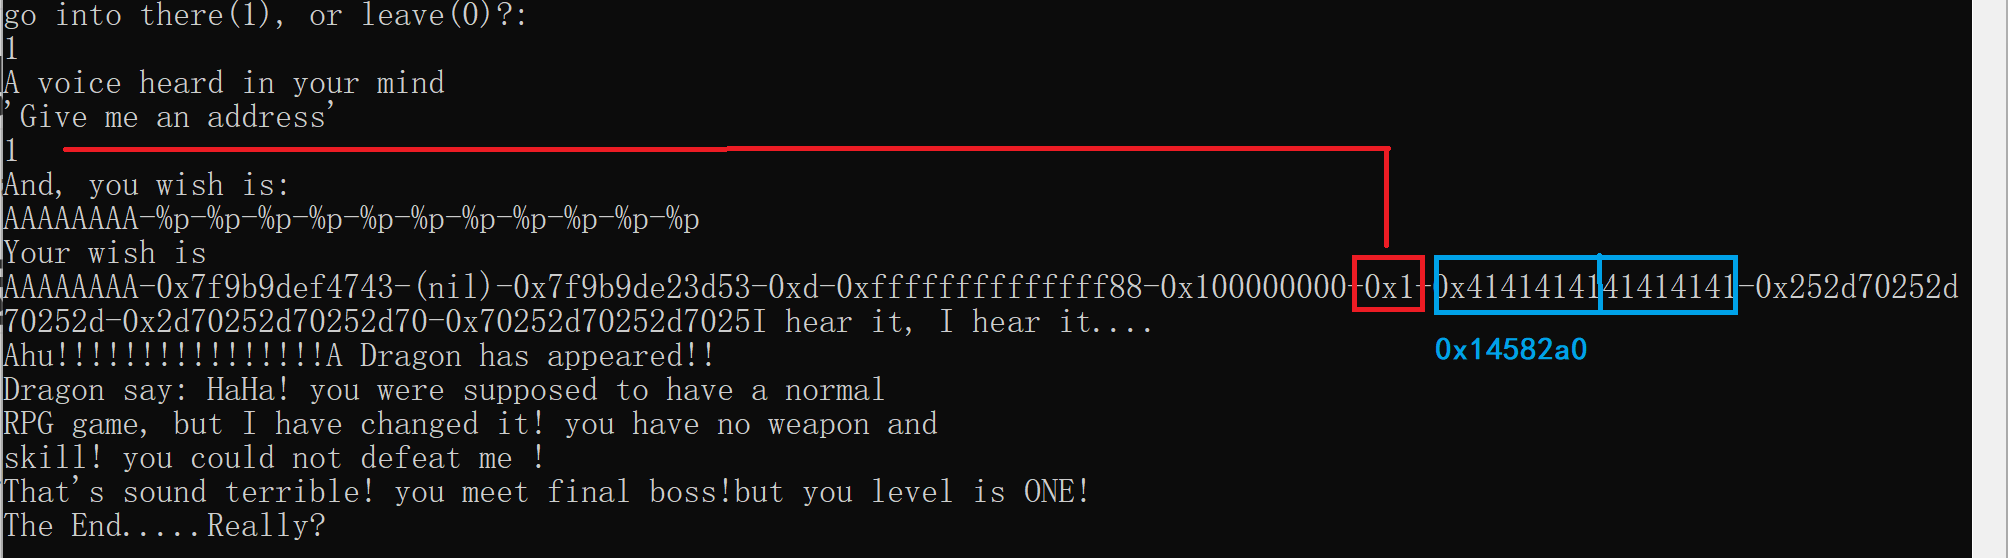 go into there(1), or leave(0)?:
1
A voice heard in your mind
'Give me an address'
1
And, you wish is:
AAAAAAAA-%p-%p-%p-%p-%p-%p-%p-%p-%p-%p-%p
Your wish is
AAAAAAAA-0x7f9b9def4743-(nil)-0x7f9b9de23d53-0xd-0xffffffffffffff88-0x100000000-0x1-0x4141414141414141-0x252d70252d
70252d-0x2d70252d70252d70-0x70252d70252d7025I hear it, I hear it....
0x14582a0
Ahu!!!!!!!!!!!!!!!!A Dragon has appeared!!
Dragon say: HaHa! you were supposed to have a normal
RPG game, but I have changed it! you have no weapon and
skill! you could not defeat me !
That's sound terrible! you meet final boss!but you level is ONE!
The End.....Really?